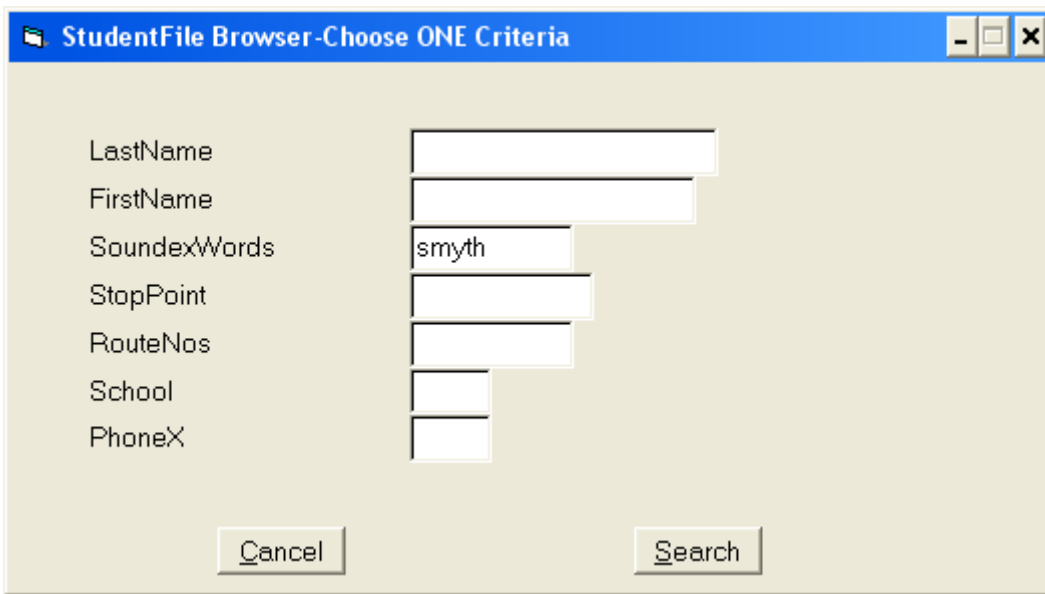 StudentFile Browser-Choose ONE Criteria
LastName
FirstName
SoundexWords smyth
StopPoint
RouteNos
School
PhoneX
Cancel Search